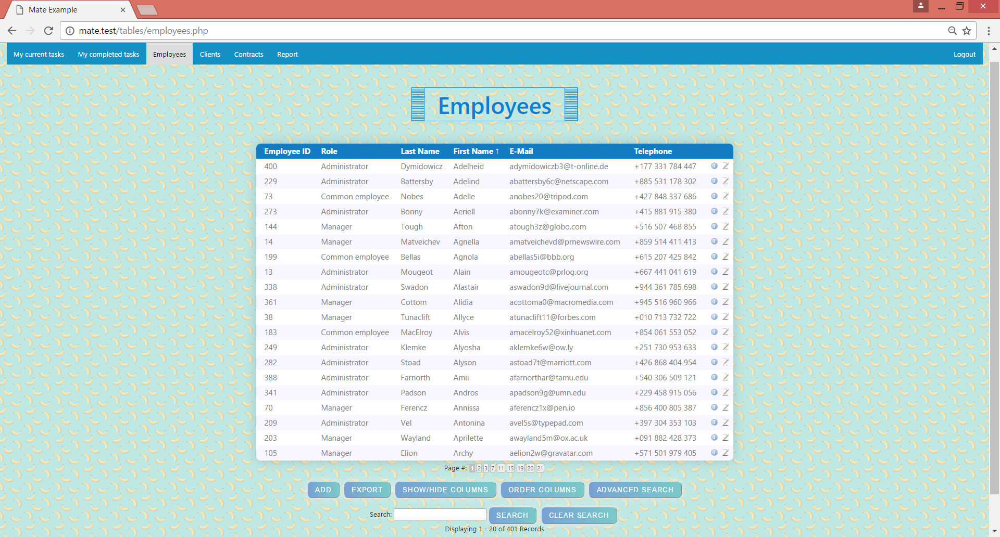 Mate Example
mate.test/tables/employees.php
My current tasks My completed tasks Employees Clients Contracts Report Logout
Employees
Employee ID Role Last Name First Name ↑ E-Mail Telephone
400 Administrator Dymidowicz Adelheid adymidowiczb3@t-online.de +177 331 784 447
229 Administrator Battersby Adelind abattersby6c@netscape.com +885 531 178 302
73 Common employee Nobes Adelle anobes20@tripod.com +427 848 337 686
273 Administrator Bonny Aeriell abonny7k@examiner.com +415 881 915 380
144 Manager Tough Afton atough3z@globo.com +516 507 468 855
14 Manager Matveichev Agnella amatveichevd@prnewswire.com +859 514 411 413
199 Common employee Bellas Agnola abellas5i@bbb.org +615 207 425 842
13 Administrator Mougeot Alain amougeotc@prlog.org +667 441 041 619
338 Administrator Swadon Alastair aswadon9d@livejournal.com +944 361 785 698
361 Manager Cottom Alidia acottoma0@macromedia.com +945 516 960 966
38 Manager Tunaclift Allyce atunaclift11@forbes.com +010 713 732 722
183 Common employee MacElroy Alvis amacelroy52@xinhuanet.com +854 061 553 052
249 Administrator Klemke Alyosha aklemke6w@ow.ly +251 730 953 633
282 Administrator Stoad Alyson astoad7t@marriott.com +426 868 404 954
388 Administrator Farnorth Amii afarnorthar@tamu.edu +540 306 509 121
341 Administrator Padson Andros apadson9g@umn.edu +229 458 915 056
70 Manager Ferencz Annissa aferencz1x@pen.io +856 400 805 387
209 Administrator Vel Antonina avel5s@typepad.com +397 304 353 103
203 Manager Wayland Aprilette awayland5m@ox.ac.uk +091 882 428 373
105 Manager Elion Archy aelion2w@gravatar.com +571 501 979 405
Page #: 1 2 3 7 11 15 19 20 21
ADD EXPORT SHOW/HIDE COLUMNS ORDER COLUMNS ADVANCED SEARCH
Search: SEARCH CLEAR SEARCH
Displaying 1 - 20 of 401 Records